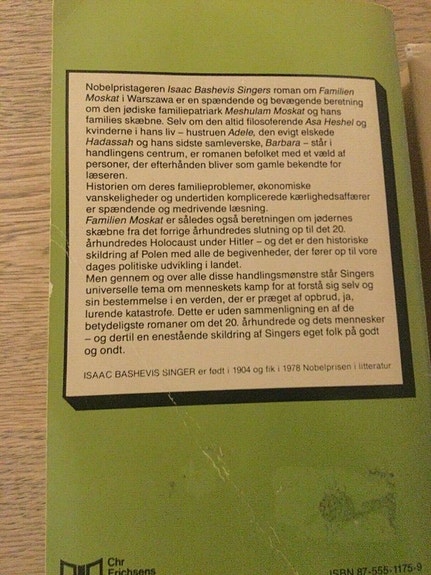 Nobelpristageren Isaac Bashevis Singers roman om Familien
Moskat i Warszawa er en spændende og bevægende beretning
om den jødiske familiepatriark Meshulam Moskat og hans
families skæbne. Selv om den altid filosoferende Asa Heshel og
kvinderne i hans liv – hustruen Adele, den evigt elskede
Hadassah og hans sidste samleverske, Barbara – står i
handlingens centrum, er romanen befolket med et væld af
personer, der efterhånden bliver som gamle bekendte for
læseren.
Historien om deres familieproblemer, økonomiske
vanskeligheder og undertiden komplicerede kærlighedsaffærer
er spændende og medrivende læsning.
Familien Moskat er således også beretningen om jødernes
skæbne fra det forrige århundredes slutning op til det 20.
århundredes Holocaust under Hitler – og det er den historiske
skildring af Polen med alle de begivenheder, der fører op til vore
dages politiske udvikling i landet.
Men gennem og over alle disse handlingsmønstre står Singers
universelle tema om menneskets kamp for at forstå sig selv og
sin bestemmelse i en verden, der er præget af opbrud, ja,
lurende katastrofe. Dette er uden sammenligning en af de
betydeligste romaner om det 20. århundrede og dets mennesker
– og dertil en enestående skildring af Singers eget folk på godt
og ondt.
ISAAC BASHEVIS SINGER er født i 1904 og fik i 1978 Nobelprisen i litteratur
Chr
Erichsens
ISBN 87-555-1175-9